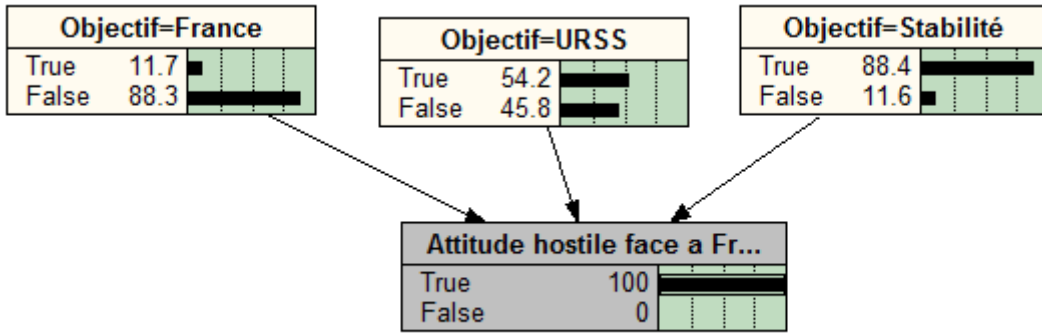 Objectif=France
True 11.7
False 88.3
Objectif=URSS
True 54.2
False 45.8
Objectif=Stabilité
True 88.4
False 11.6
Attitude hostile face a Fr...
True 100
False 0